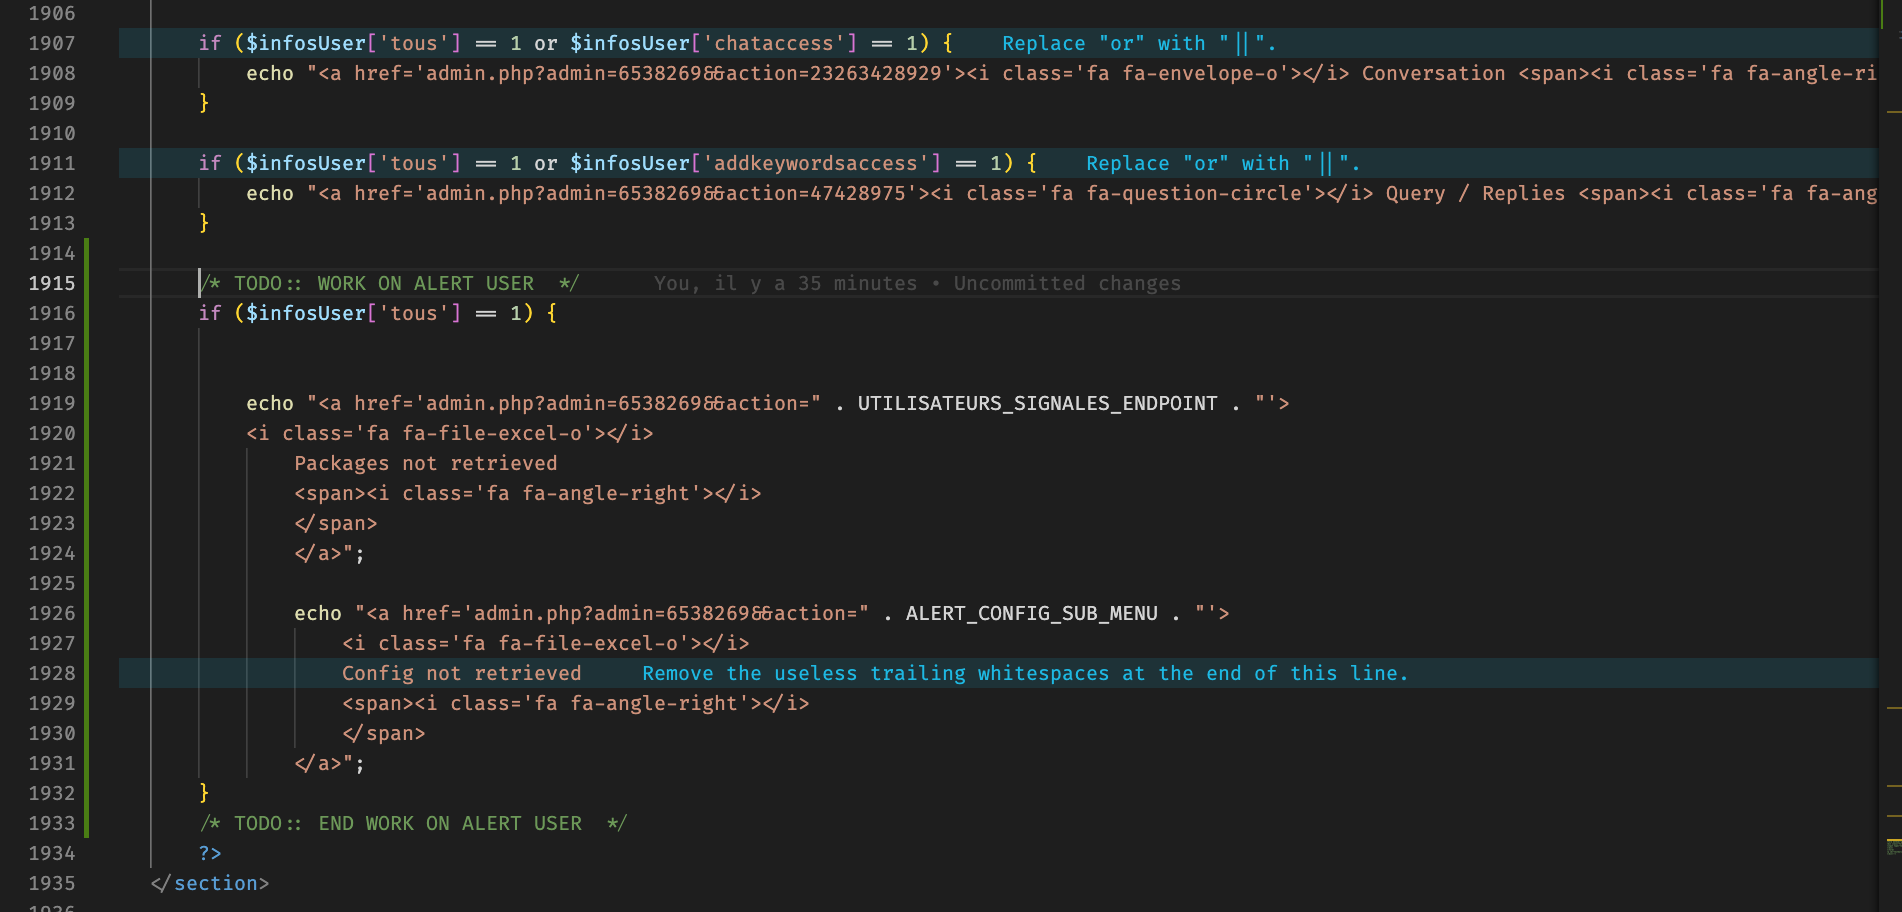 1906
1907 if ($infosUser['tous'] == 1 or $infosUser['chataccess'] == 1) { Replace "or" with "||".
1908 echo "<a href='admin.php?admin=6538269&&action=23263428929'><i class='fa fa-envelope-o'></i> Conversation <span><i class='fa fa-angle-ri
1909 }
1910
1911 if ($infosUser['tous'] == 1 or $infosUser['addkeywordsaccess'] == 1) { Replace "or" with "||".
1912 echo "<a href='admin.php?admin=6538269&&action=47428975'><i class='fa fa-question-circle'></i> Query / Replies <span><i class='fa fa-ang
1913 }
1914
1915 /* TODO:: WORK ON ALERT USER  */ You, il y a 35 minutes • Uncommitted changes
1916 if ($infosUser['tous'] == 1) {
1917
1918
1919 echo "<a href='admin.php?admin=6538269&&action=" . UTILISATEURS_SIGNALES_ENDPOINT . "'>
1920 <i class='fa fa-file-excel-o'></i>
1921 Packages not retrieved
1922 <span><i class='fa fa-angle-right'></i>
1923 </span>
1924 </a>";
1925
1926 echo "<a href='admin.php?admin=6538269&&action=" . ALERT_CONFIG_SUB_MENU . "'>
1927 <i class='fa fa-file-excel-o'></i>
1928 Config not retrieved Remove the useless trailing whitespaces at the end of this line.
1929 <span><i class='fa fa-angle-right'></i>
1930 </span>
1931 </a>";
1932 }
1933 /* TODO:: END WORK ON ALERT USER  */
1934 ?>
1935 </section>
1936